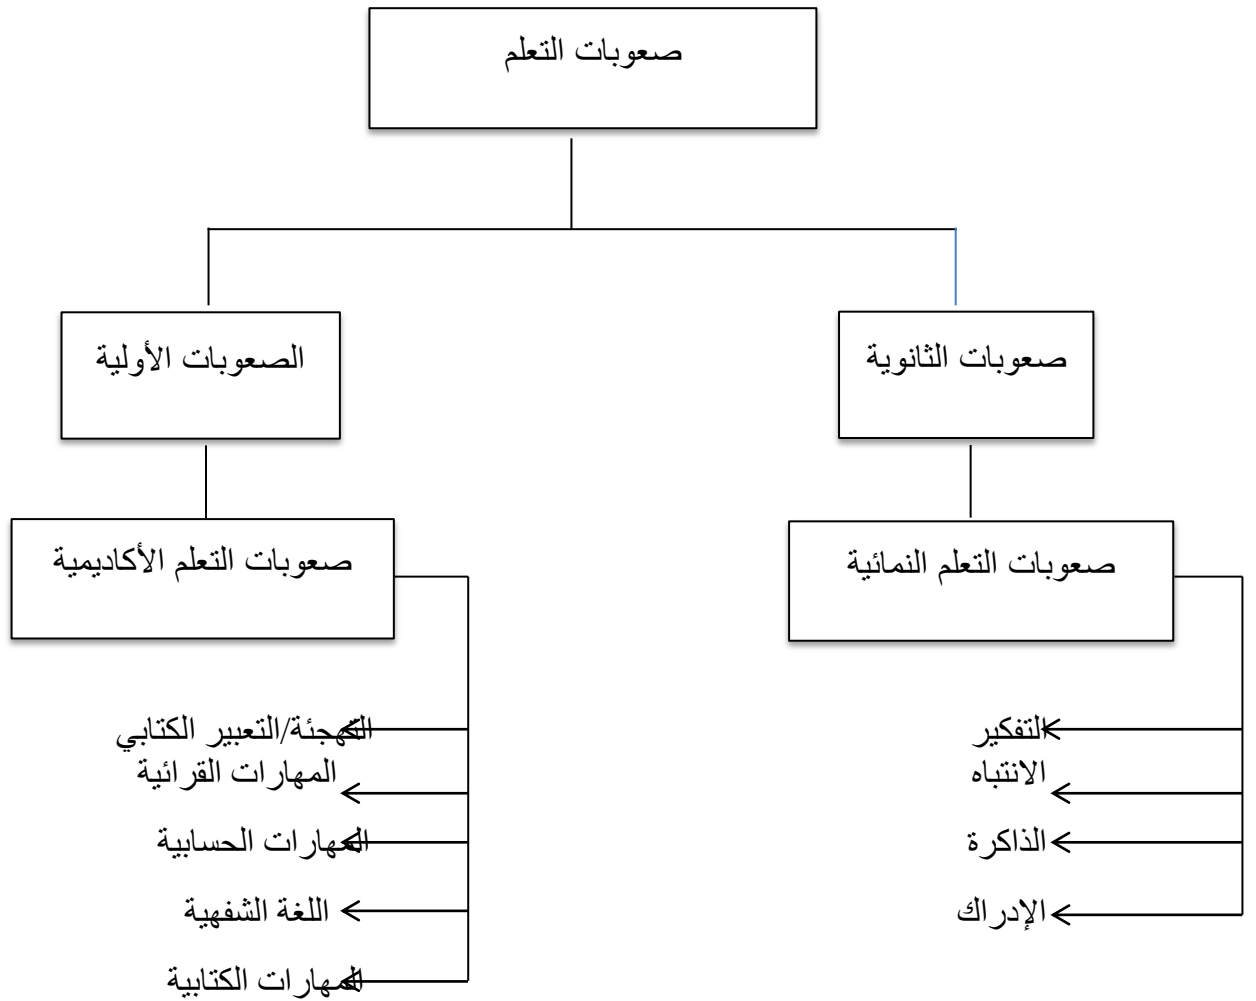 صعوبات التعلم
صعوبات الثانوية
الصعوبات الأولية
صعوبات التعلم النمائية
صعوبات التعلم الأكاديمية
التفكير
الانتباه
الذاكرة
الإدراك
التهجئة/التعبير الكتابي
المهارات القرائية
المهارات الحسابية
اللغة الشفهية
المهارات الكتابية